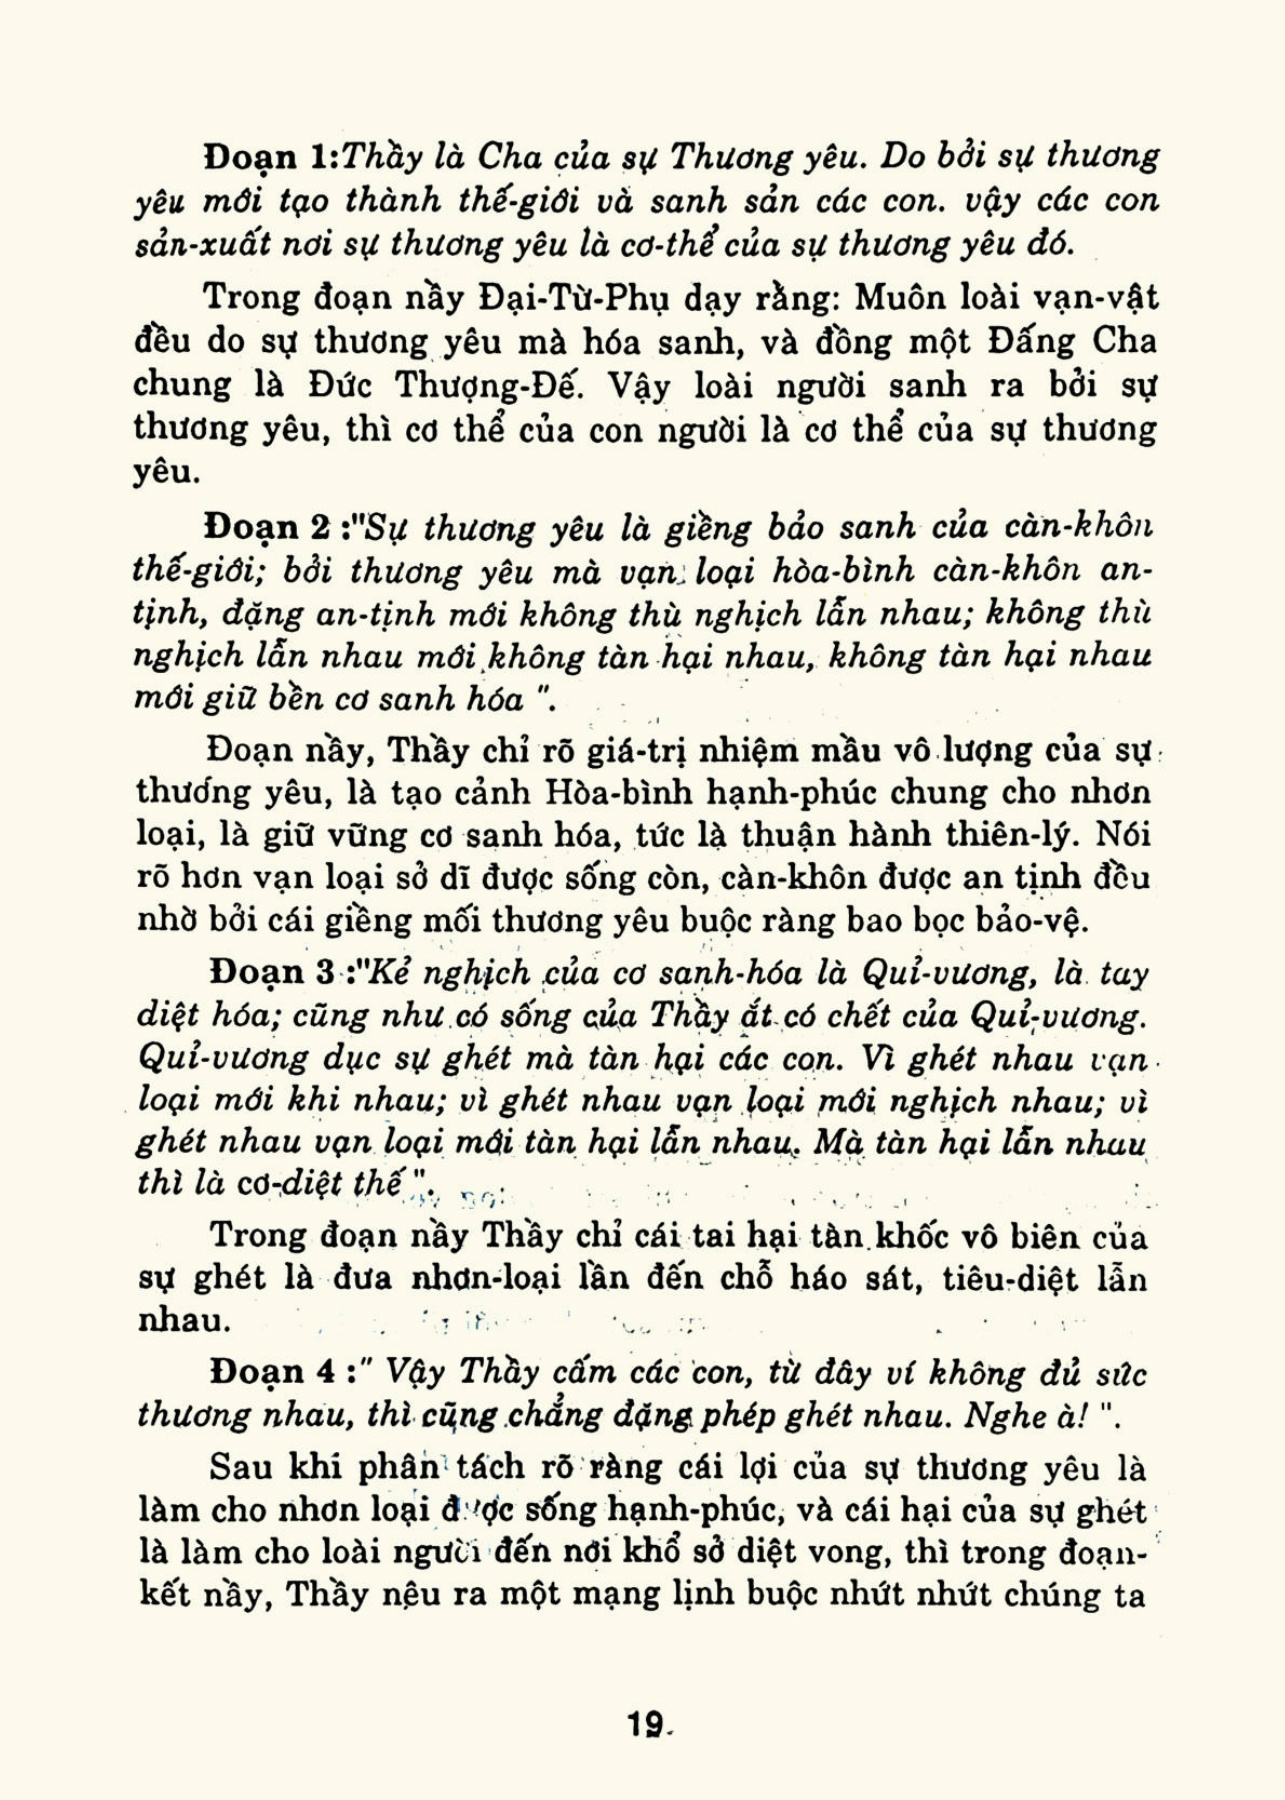 Đoạn 1:Thầy là Cha của sự Thương yêu. Do bởi sự thương
yêu mới tạo thành thế-giới và sanh sản các con. vậy các con
sản-xuất nơi sự thương yêu là cơ-thể của sự thương yêu đó.
Trong đoạn nầy Đại-Từ-Phụ dạy rằng: Muôn loài vạn-vật
đều do sự thương yêu mà hóa sanh, và đồng một Đấng Cha
chung là Đức Thượng-Đế. Vậy loài người sanh ra bởi sự
thương yêu, thì cơ thể của con người là cơ thể của sự thương
yêu.
Đoạn 2 :"Sự thương yêu là giềng bảo sanh của càn-khôn
thế-giới; bởi thương yêu mà vạn loại hòa-bình càn-khôn an-
tịnh, đặng an-tịnh mới không thù nghịch lẫn nhau; không thù
nghịch lẫn nhau mới không tàn hại nhau, không tàn hại nhau
mới giữ bền cơ sanh hóa ".
Đoạn nầy, Thầy chỉ rõ giá-trị nhiệm mầu vô lượng của sự
thương yêu, là tạo cảnh Hòa-bình hạnh-phúc chung cho nhơn
loại, là giữ vững cơ sanh hóa, tức là thuận hành thiên-lý. Nói
rõ hơn vạn loại sở dĩ được sống còn, càn-khôn được an tịnh đều
nhờ bởi cái giềng mối thương yêu buộc ràng bao bọc bảo-vệ.
Đoạn 3 :"Kẻ nghịch của cơ sanh-hóa là Quỉ-vương, là tay
diệt hóa; cũng như có sống của Thầy ắt có chết của Quỉ-vương.
Quỉ-vương dục sự ghét mà tàn hại các con. Vì ghét nhau vạn
loại mới khi nhau; vì ghét nhau vạn loại mới nghịch nhau; vì
ghét nhau vạn loại mới tàn hại lẫn nhau. Mà tàn hại lẫn nhau
thì là cơ-diệt thế ".
Trong đoạn nầy Thầy chỉ cái tai hại tàn khốc vô biên của
sự ghét là đưa nhơn-loại lần đến chỗ háo sát, tiêu-diệt lẫn
nhau.
Đoạn 4 :" Vậy Thầy cấm các con, từ đây ví không đủ sức
thương nhau, thì cũng chẳng đặng phép ghét nhau. Nghe à! ".
Sau khi phân tách rõ ràng cái lợi của sự thương yêu là
làm cho nhơn loại được sống hạnh-phúc, và cái hại của sự ghét
là làm cho loài người đến nơi khổ sở diệt vong, thì trong đoạn-
kết nầy, Thầy nêu ra một mạng lịnh buộc nhứt nhứt chúng ta
19